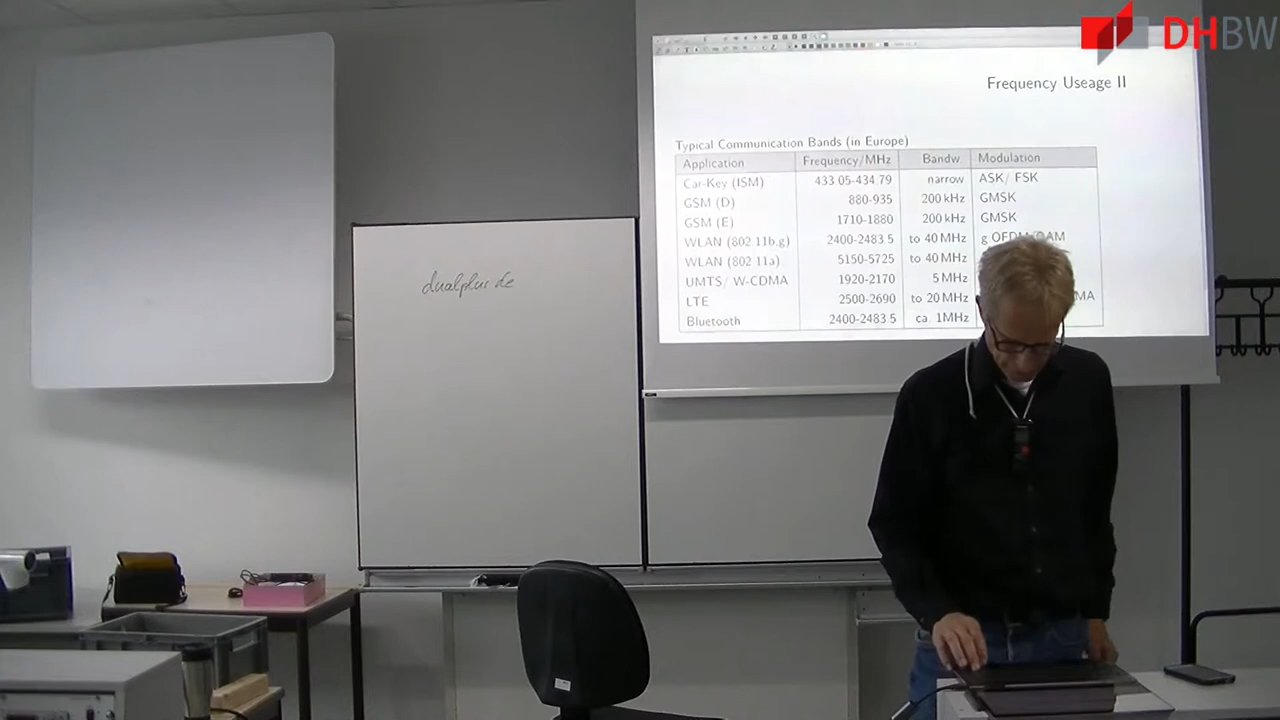 DHBW
Frequency Useage II
Typical Communication Bands (in Europe)
Application Frequency/MHz Bandw Modulation
Car-Key (ISM) 433 05-434 79 narrow ASK/ FSK
GSM (D) 880-935 200 kHz GMSK
GSM (E) 1710-1880 200 kHz GMSK
WLAN (802 11b,g) 2400-2483 5 to 40 MHz g OFDM/QAM
WLAN (802 11a) 5150-5725 to 40 MHz
UMTS/ W-CDMA 1920-2170 5 MHz
LTE 2500-2690 to 20 MHz MA
Bluetooth 2400-2483 5 ca. 1MHz
dualplus de